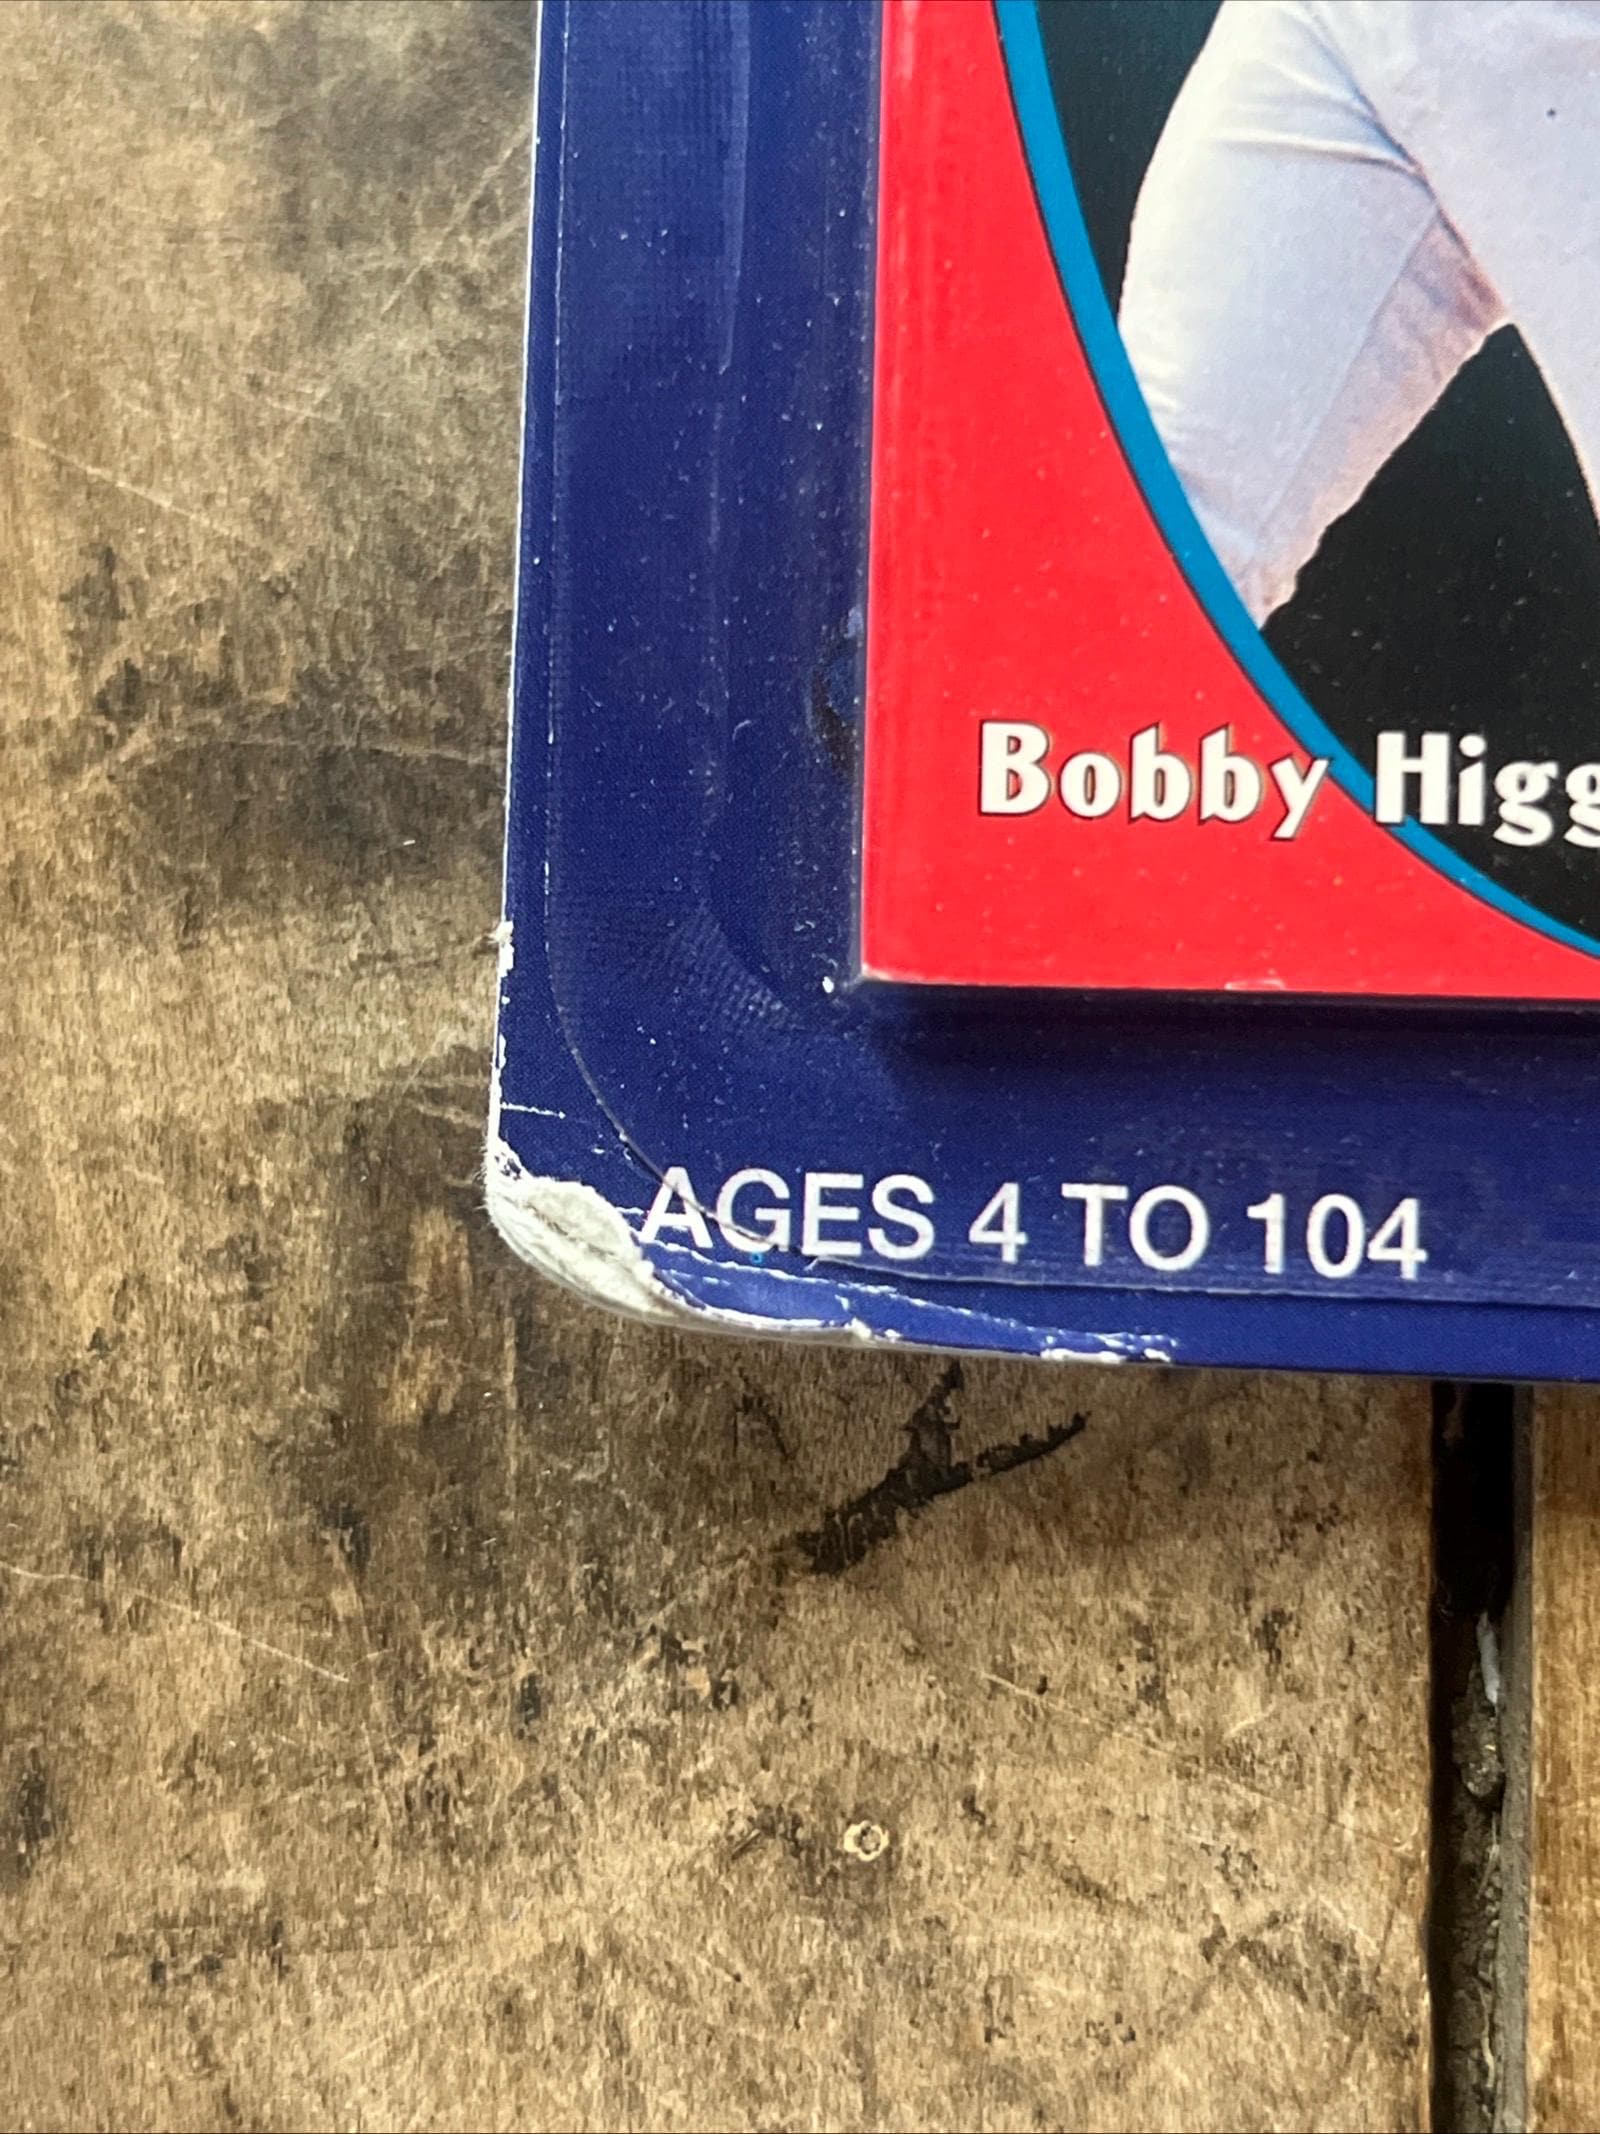 Bobby Higg
AGES 4 TO 104